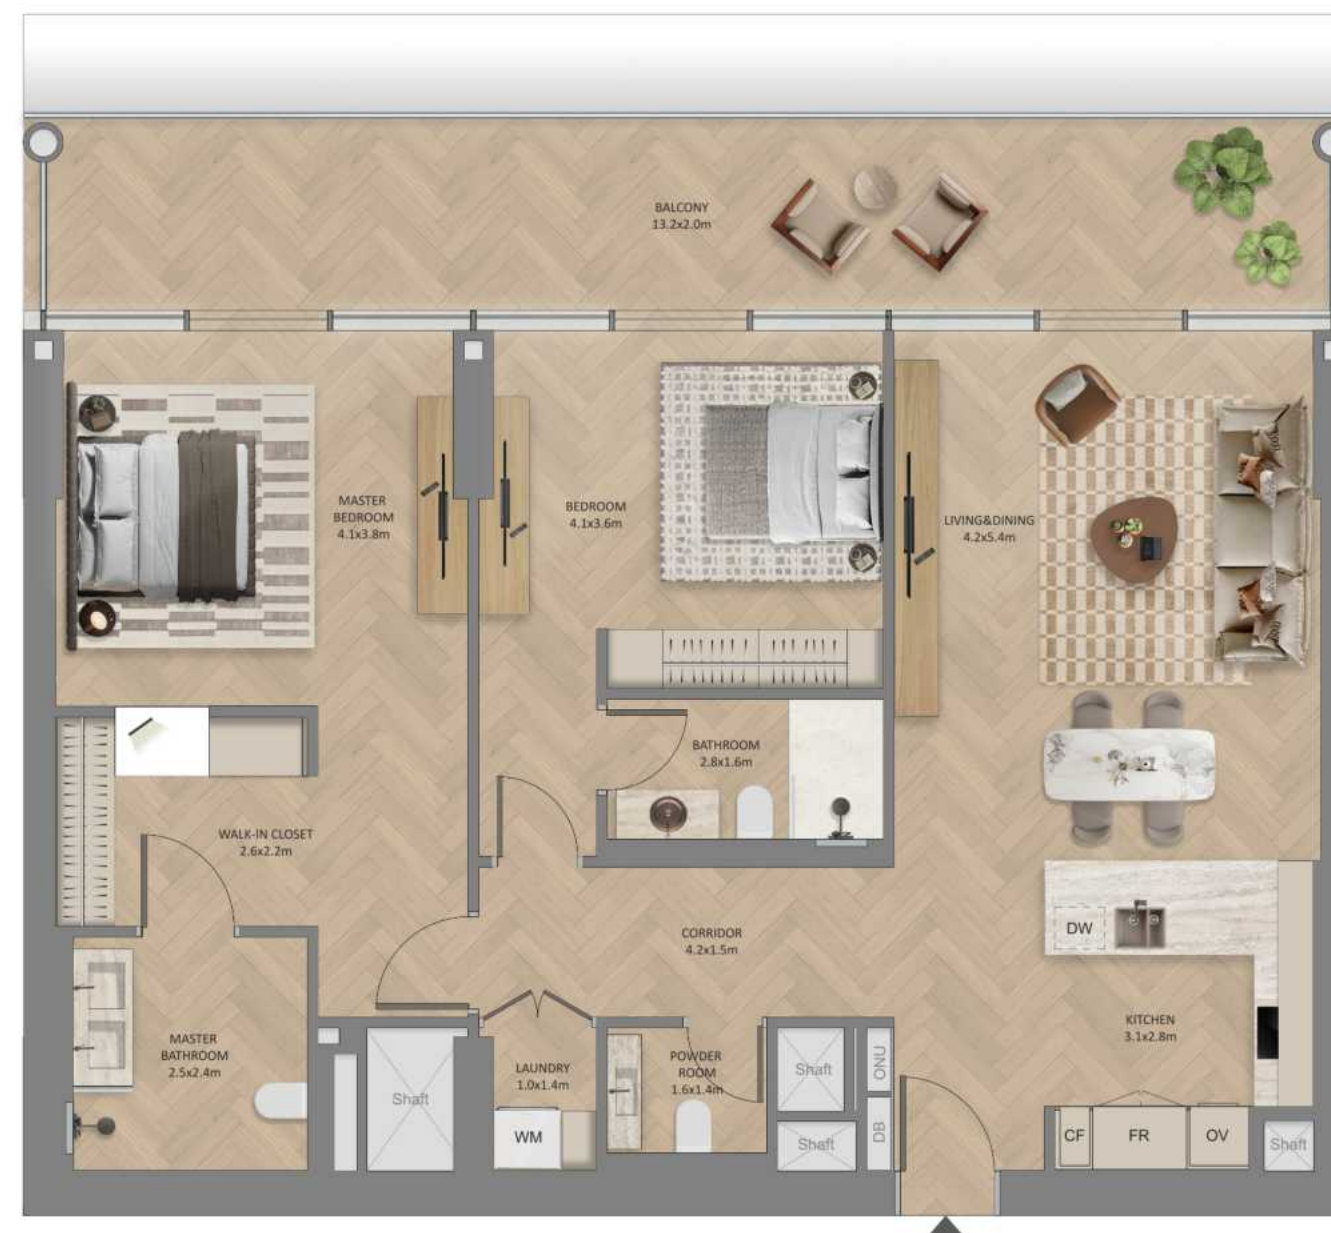 BALCONY
13.2x2.0m
MASTER
BEDROOM
4.1x3.8m
BEDROOM
4.1x3.6m
LIVING&DINING
4.2x5.4m
BATHROOM
2.8x1.6m
WALK-IN CLOSET
2.6x2.2m
CORRIDOR
4.2x1.5m
DW
KITCHEN
3.1x2.8m
MASTER
BATHROOM
2.5x2.4m
Shaft
LAUNDRY
1.0x1.4m
WM
POWDER
ROOM
1.6x1.4m
Shaft
ONU
Shaft
DB
CF
FR
OV
Shaft